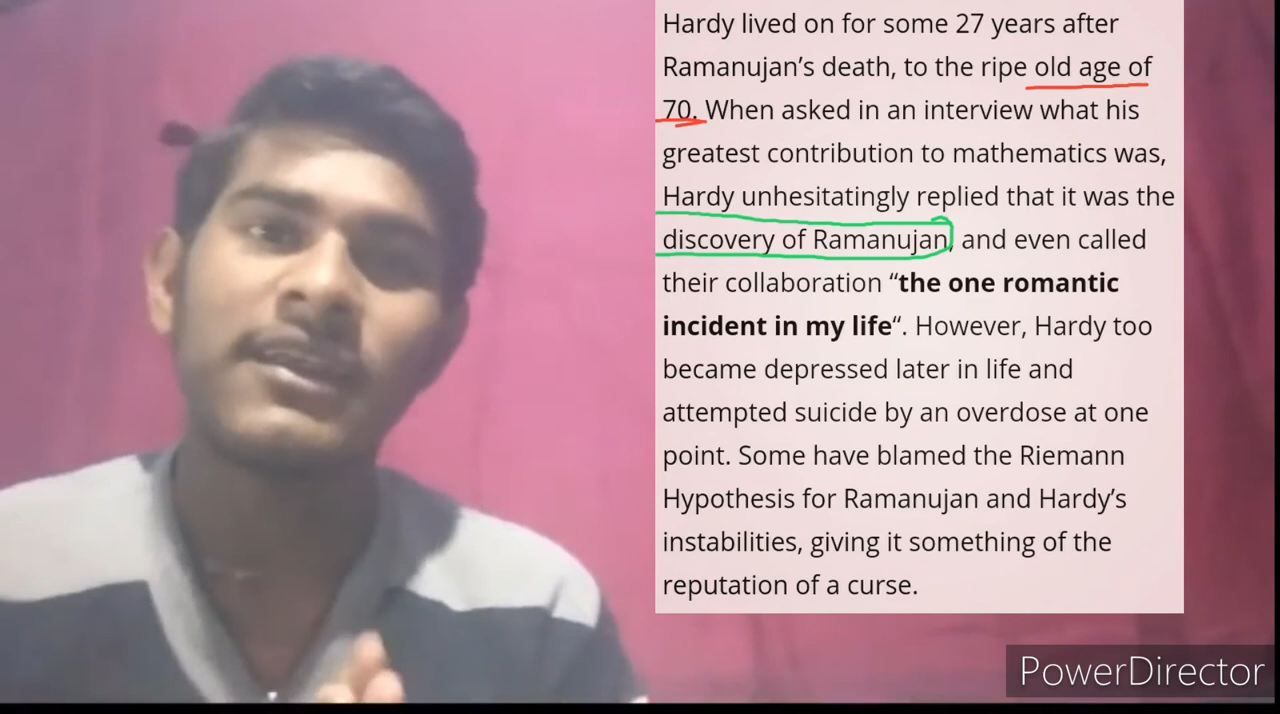 Hardy lived on for some 27 years after
Ramanujan’s death, to the ripe old age of
70. When asked in an interview what his
greatest contribution to mathematics was,
Hardy unhesitatingly replied that it was the
discovery of Ramanujan, and even called
their collaboration “the one romantic
incident in my life“. However, Hardy too
became depressed later in life and
attempted suicide by an overdose at one
point. Some have blamed the Riemann
Hypothesis for Ramanujan and Hardy’s
instabilities, giving it something of the
reputation of a curse.
PowerDirector